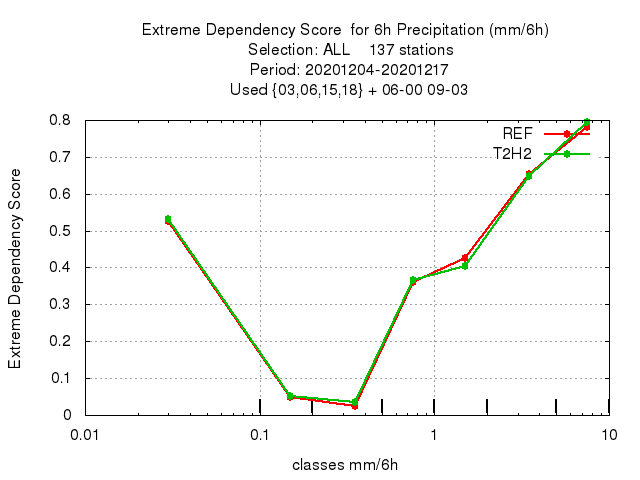 Extreme Dependency Score  for 6h Precipitation (mm/6h)
Selection: ALL    137 stations
Period: 20201204-20201217
Used {03,06,15,18} + 06-00 09-03
REF
T2H2
Extreme Dependency Score
0.8
0.7
0.6
0.5
0.4
0.3
0.2
0.1
0
0.01 0.1 1 10
classes mm/6h